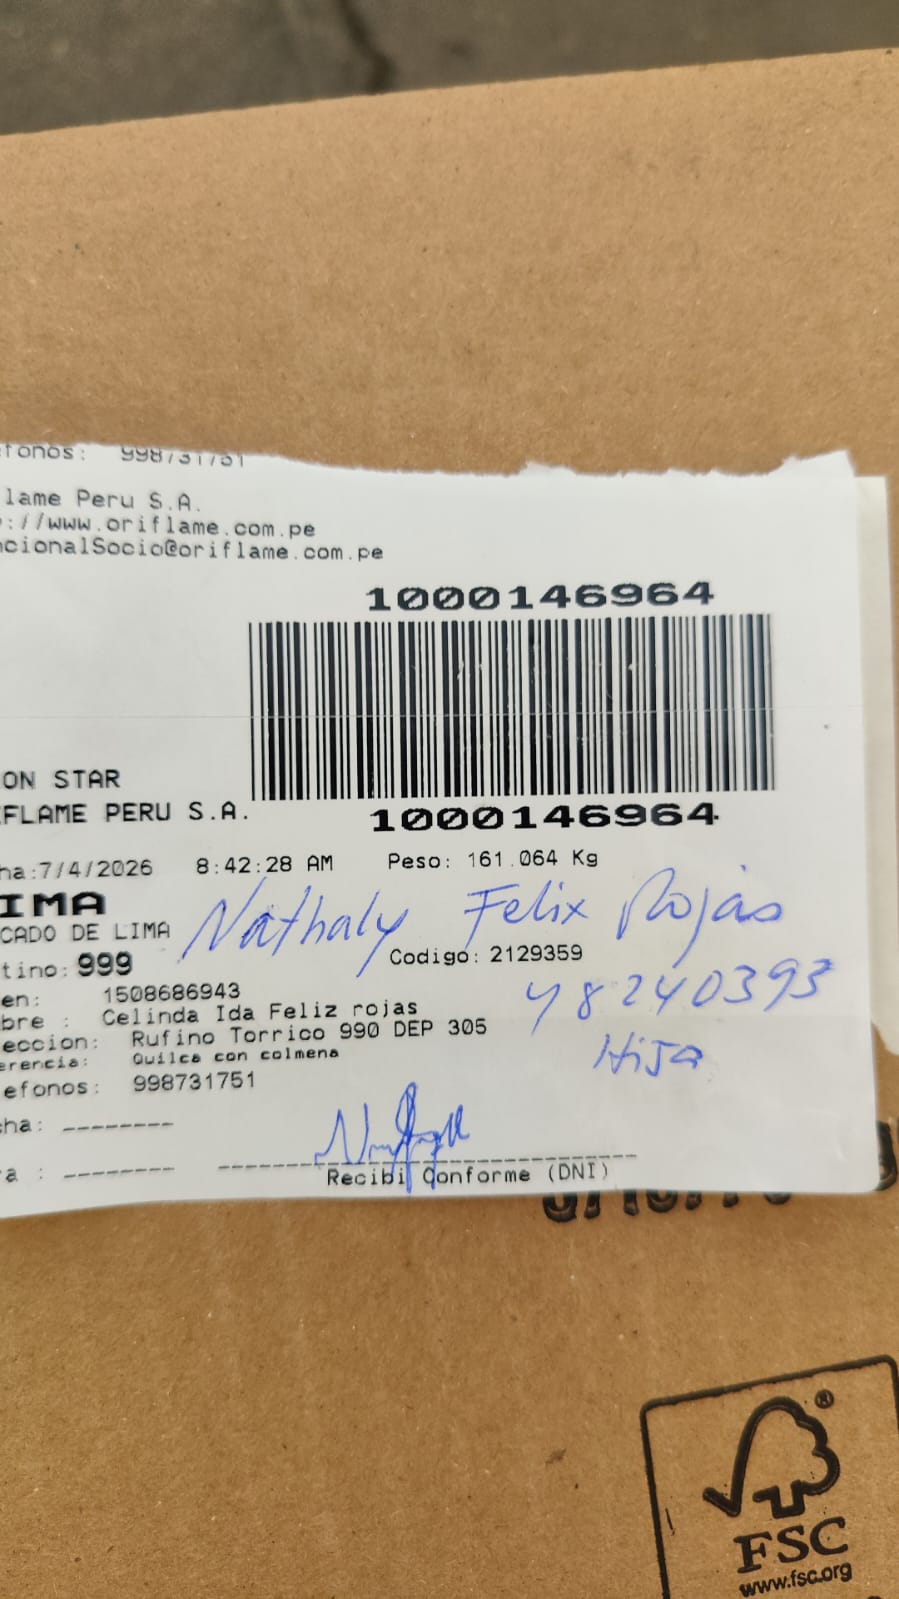 efonos: 998731751
lame Peru S.A.
://www.oriflame.com.pe
ncionalSocio@oriflame.com.pe
1000146964
ON STAR
FLAME PERU S.A.
1000146964
ha:7/4/2026 8:42:28 AM Peso: 161.064 Kg
IMA
CADO DE LIMA
Nathaly Felix Rojas
tino: 999 Codigo: 2129359
en: 1508686943
48240393
bre : Celinda Ida Feliz rojas
eccion: Rufino Torrico 990 DEP 305
erencia: Quilca con colmena
Hija
efonos: 998731751
ha: --------
a : --------
Recibi Conforme (DNI)
FSC
www.fsc.org